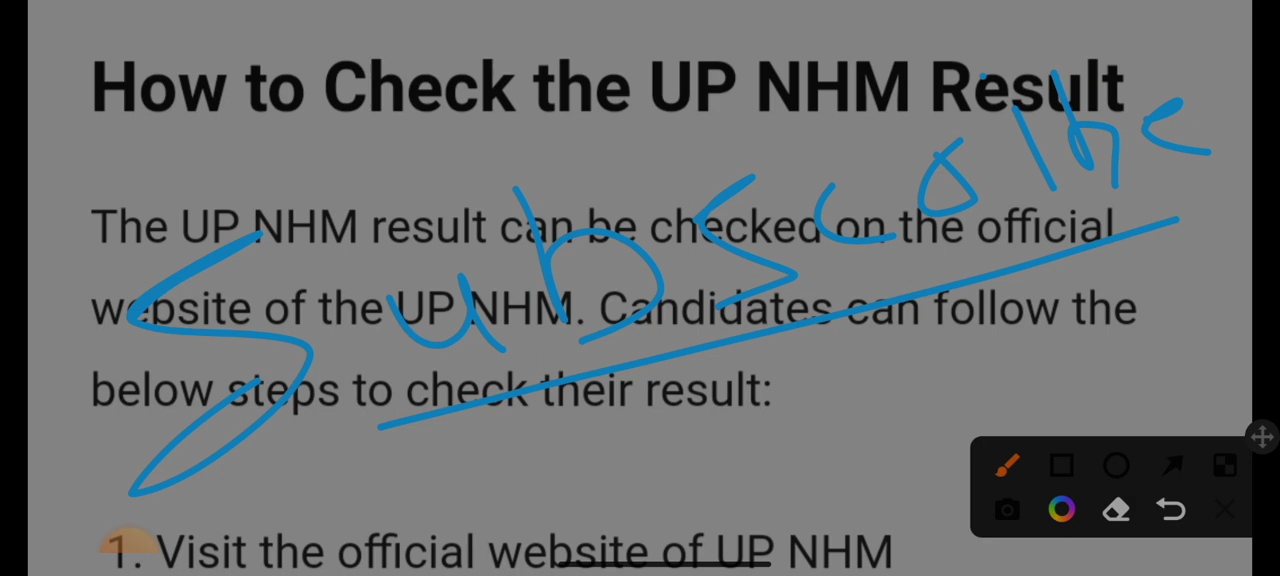 How to Check the UP NHM Result
The UP NHM result can be checked on the official
website of the UP NHM. Candidates can follow the
below steps to check their result:
1. Visit the official website of UP NHM
Subscribe